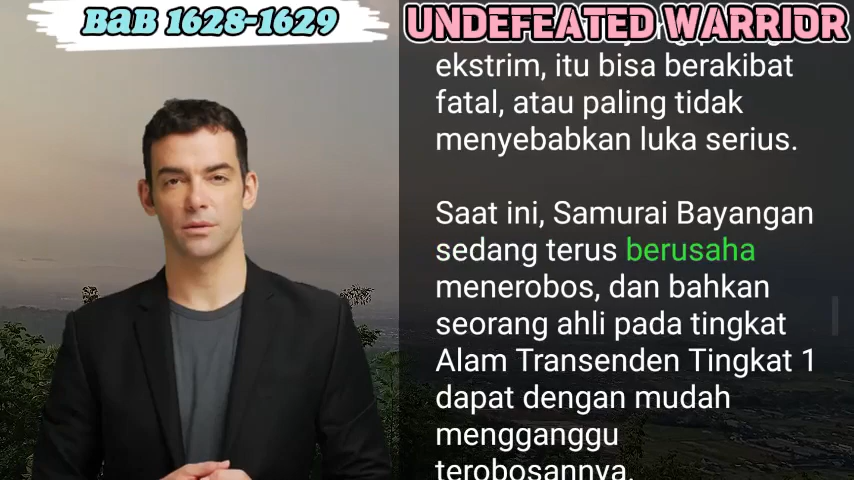 BAB 1628-1629
UNDEFEATED WARRIOR
ekstrim, itu bisa berakibat
fatal, atau paling tidak
menyebabkan luka serius.
Saat ini, Samurai Bayangan
sedang terus berusaha
menerobos, dan bahkan
seorang ahli pada tingkat
Alam Transenden Tingkat 1
dapat dengan mudah
mengganggu
terobosannya.